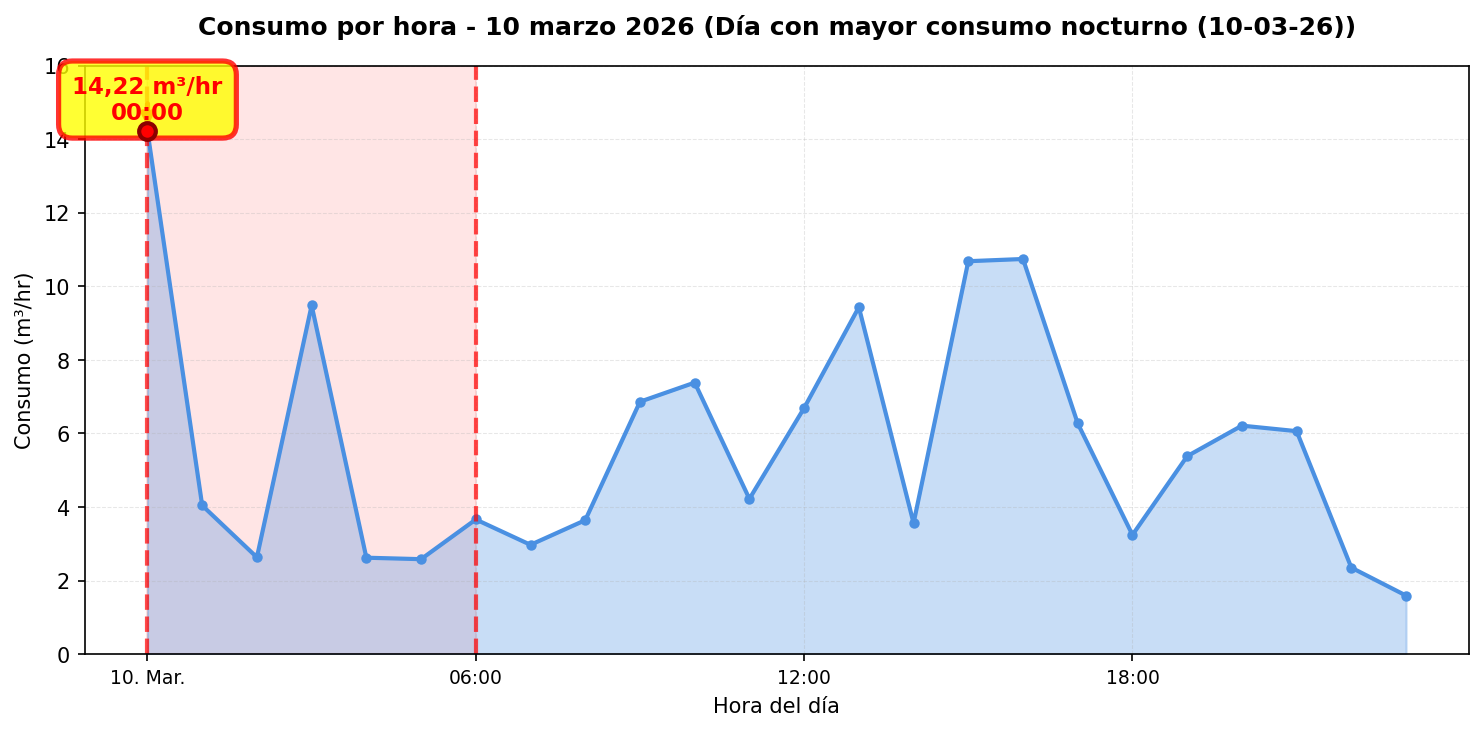 Consumo por hora - 10 marzo 2026 (Día con mayor consumo nocturno (10-03-26))
16
14,22 m³/hr
00:00
14
12
10
8
6
4
2
0
Consumo (m³/hr)
10. Mar.
06:00
12:00
18:00
Hora del día